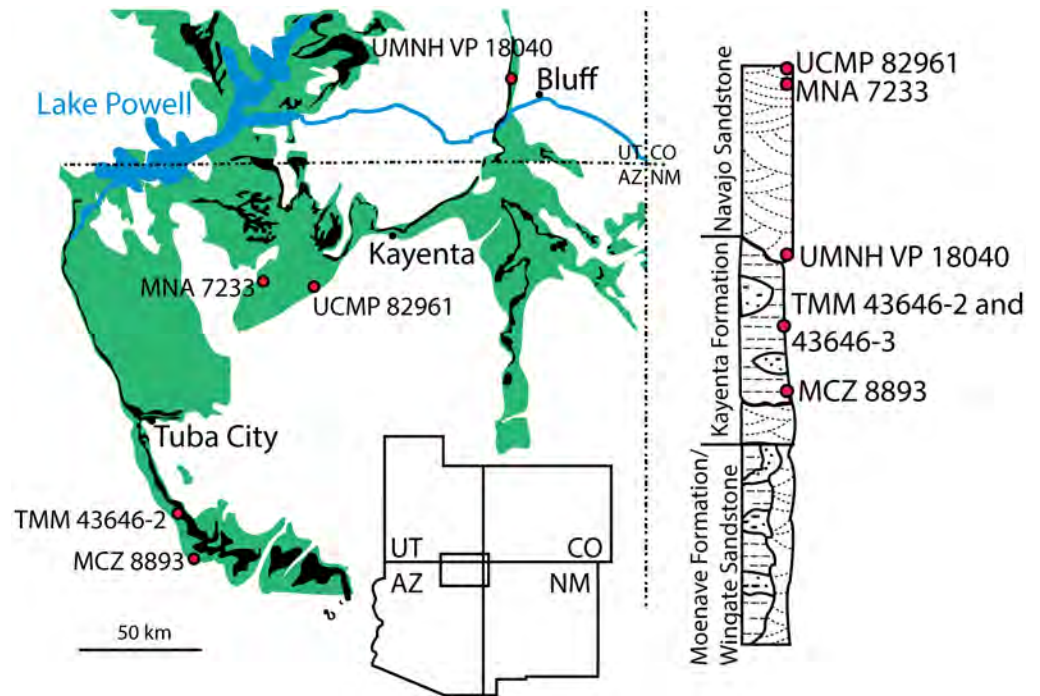 UMNH VP 18040
Bluff
Lake Powell
UT CO
AZ NM
Kayenta
MNA 7233
UCMP 82961
Tuba City
TMM 43646-2
MCZ 8893
50 km
UT
CO
AZ
NM
Navajo Sandstone
Kayenta Formation
Moenave Formation/
Wingate Sandstone
UCMP 82961
MNA 7233
UMNH VP 18040
TMM 43646-2 and
43646-3
MCZ 8893